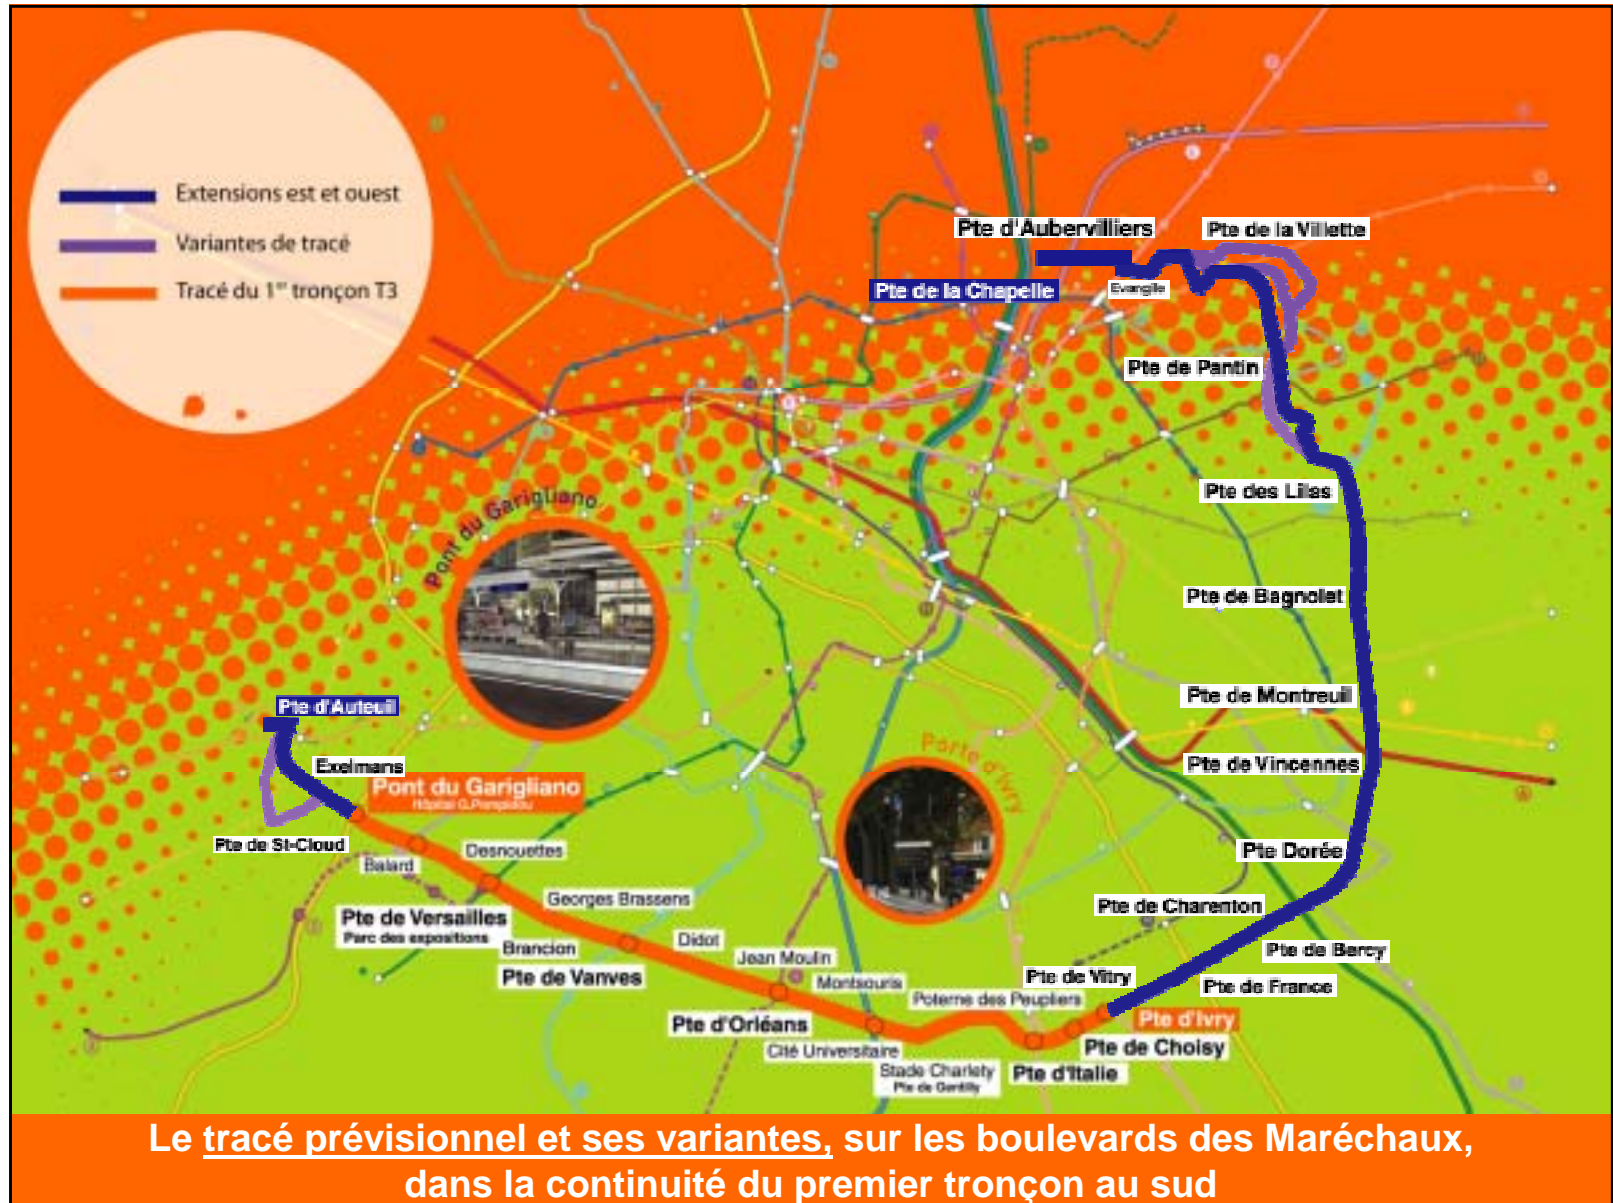 Extensions est et ouest
Variantes de tracé
Tracé du 1er tronçon T3
Pte d'Aubervilliers
Pte de la Villette
Pte de la Chapelle
Evangile
Pte de Pantin
Pte des Lilas
Pont du Garigliano
Pte de Bagnolet
Pte de Montreuil
Pte d'Auteuil
Exelmans
Porte d'Ivry
Pte de Vincennes
Pont du Garigliano
Hôpital G.Pompidou
Pte de St-Cloud
Balard
Desnouettes
Pte Dorée
Georges Brassens
Pte de Charenton
Pte de Versailles
Parc des expositions
Brancion
Didot
Pte de Bercy
Jean Moulin
Pte de Vanves
Montsouris
Pte de Vitry
Pte de France
Poterne des Peupliers
Pte d'Orléans
Pte d'Ivry
Cité Universitaire
Pte de Choisy
Stade Charlety
Pte de Gentilly
Pte d'Italie
Le tracé prévisionnel et ses variantes, sur les boulevards des Maréchaux,
dans la continuité du premier tronçon au sud